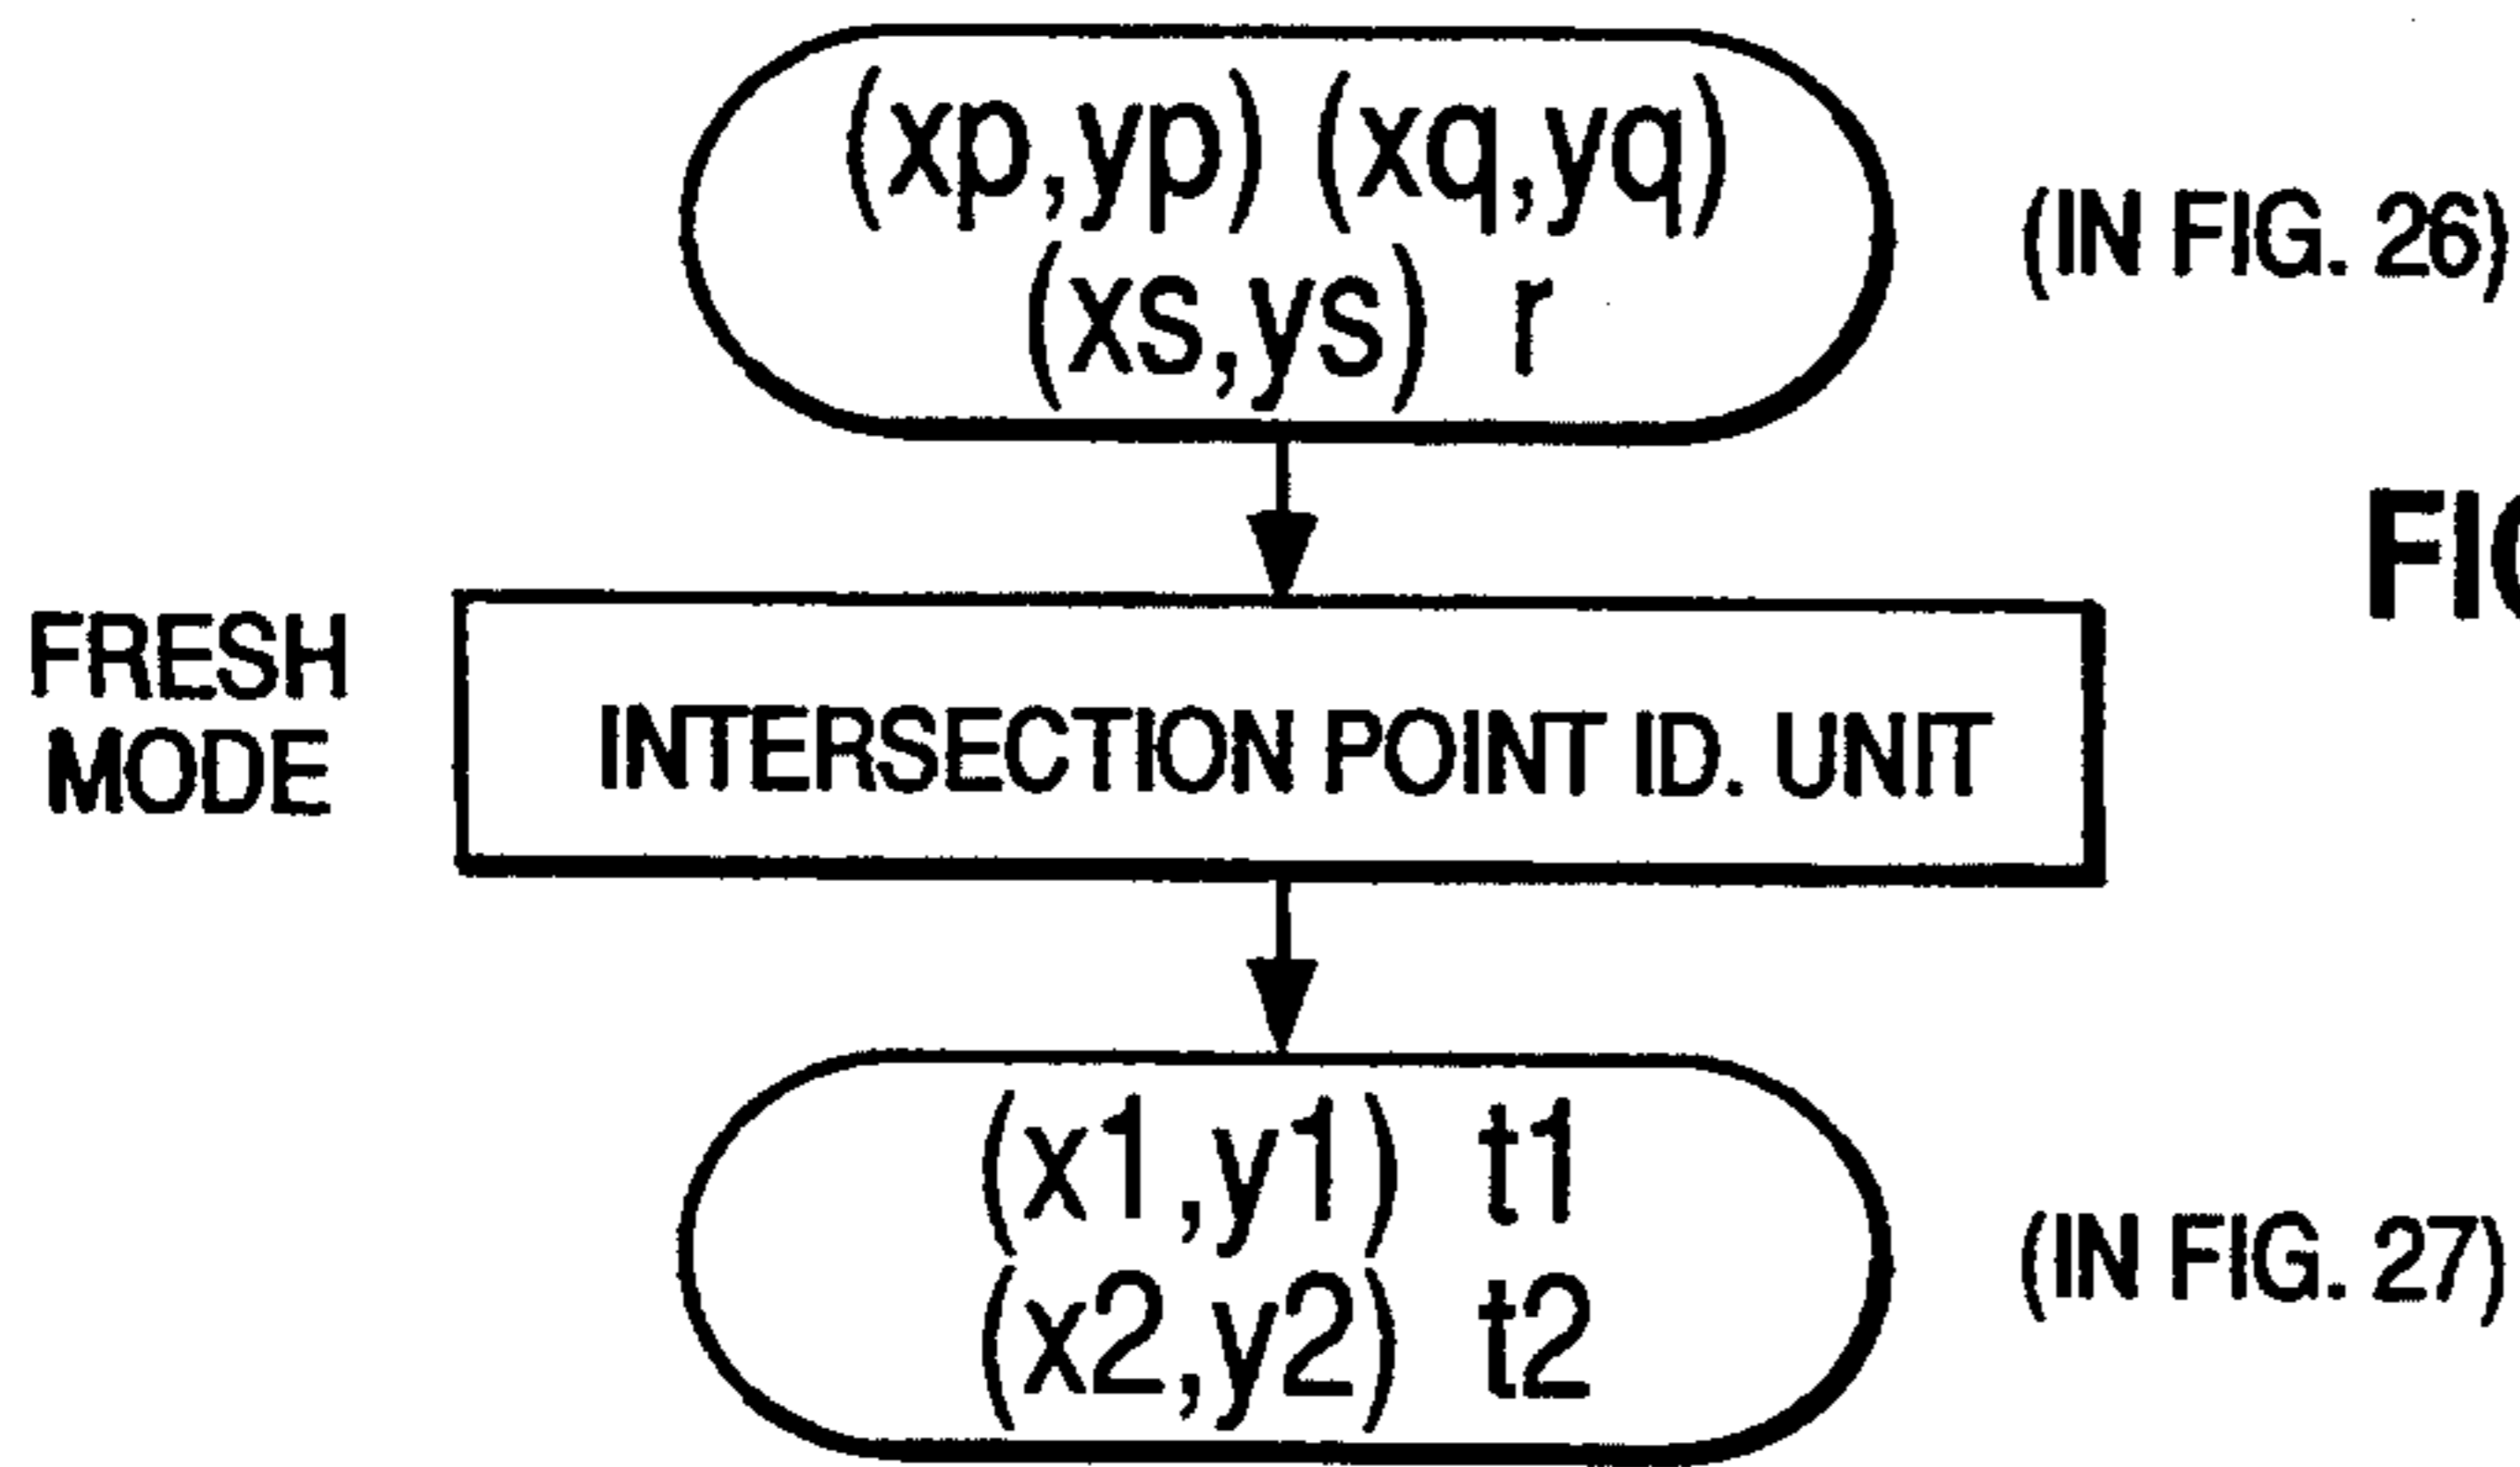 (xp,yp) (xq,yq)
(xs,ys) r
(IN FIG. 26)
FRESH
MODE
INTERSECTION POINT ID. UNIT
(x1,y1) t1
(x2,y2) t2
(IN FIG. 27)